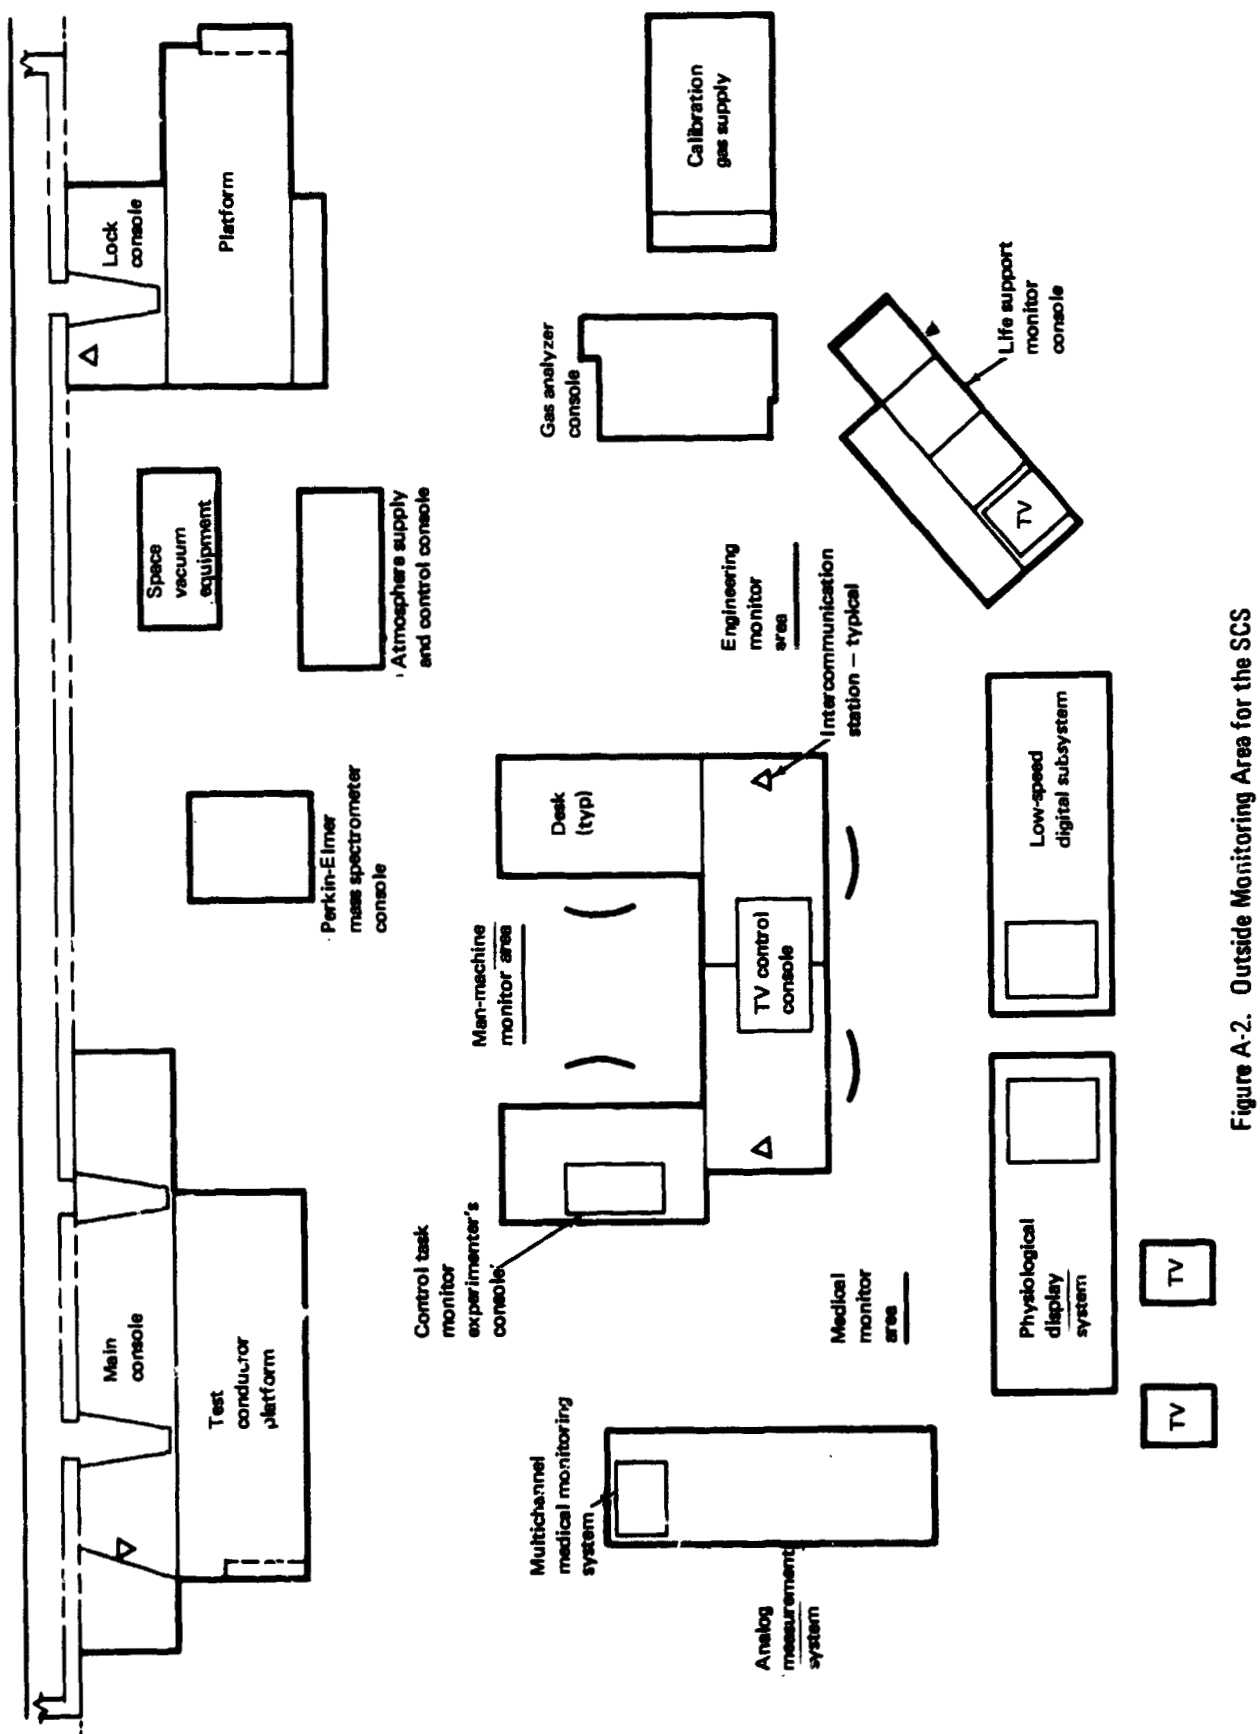 Main
console
Test
conductor
platform
Lock
console
Platform
Space
vacuum
equipment
Atmosphere supply
and control console
Perkin-Elmer
mass spectrometer
console
Control task
monitor
experimenter's
console
Man-machine
monitor area
Desk
(typ)
TV control
console
Intercommunication
station — typical
Gas analyzer
console
Calibration
gas supply
Engineering
monitor
area
Life support
monitor
console
TV
Multichannel
medical monitoring
system
Analog
measurement
system
Medical
monitor
area
Physiological
display
system
Low-speed
digital subsystem
TV
TV
Figure A-2. Outside Monitoring Area for the SCS